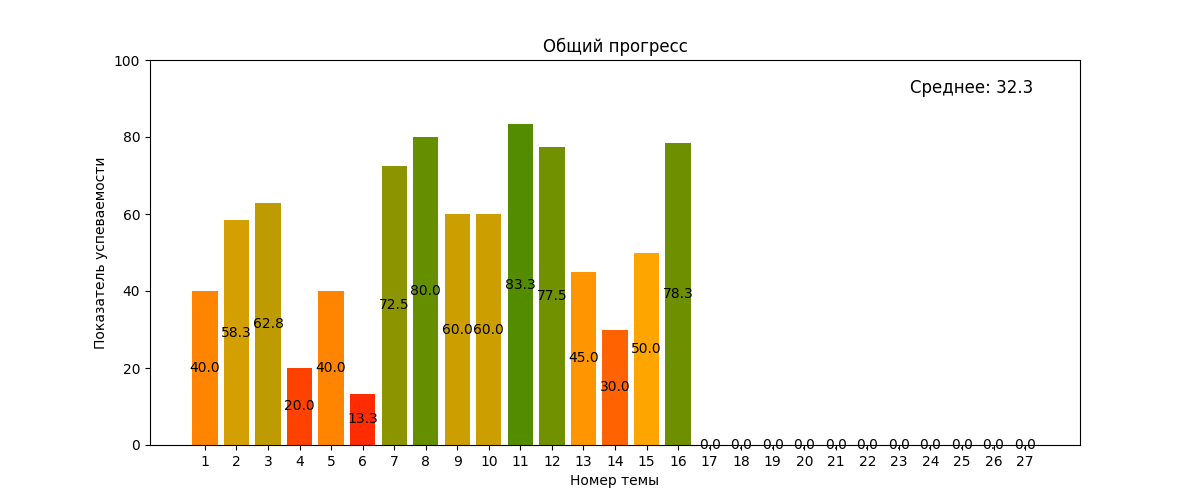 Общий прогресс
Среднее: 32.3
Показатель успеваемости
100
80
60
40
20
0
40.0 58.3 62.8 20.0 40.0 13.3 72.5 80.0 60.0 60.0 83.3 77.5 45.0 30.0 50.0 78.3 0.0 0.0 0.0 0.0 0.0 0.0 0.0 0.0 0.0 0.0 0.0
1 2 3 4 5 6 7 8 9 10 11 12 13 14 15 16 17 18 19 20 21 22 23 24 25 26 27
Номер темы